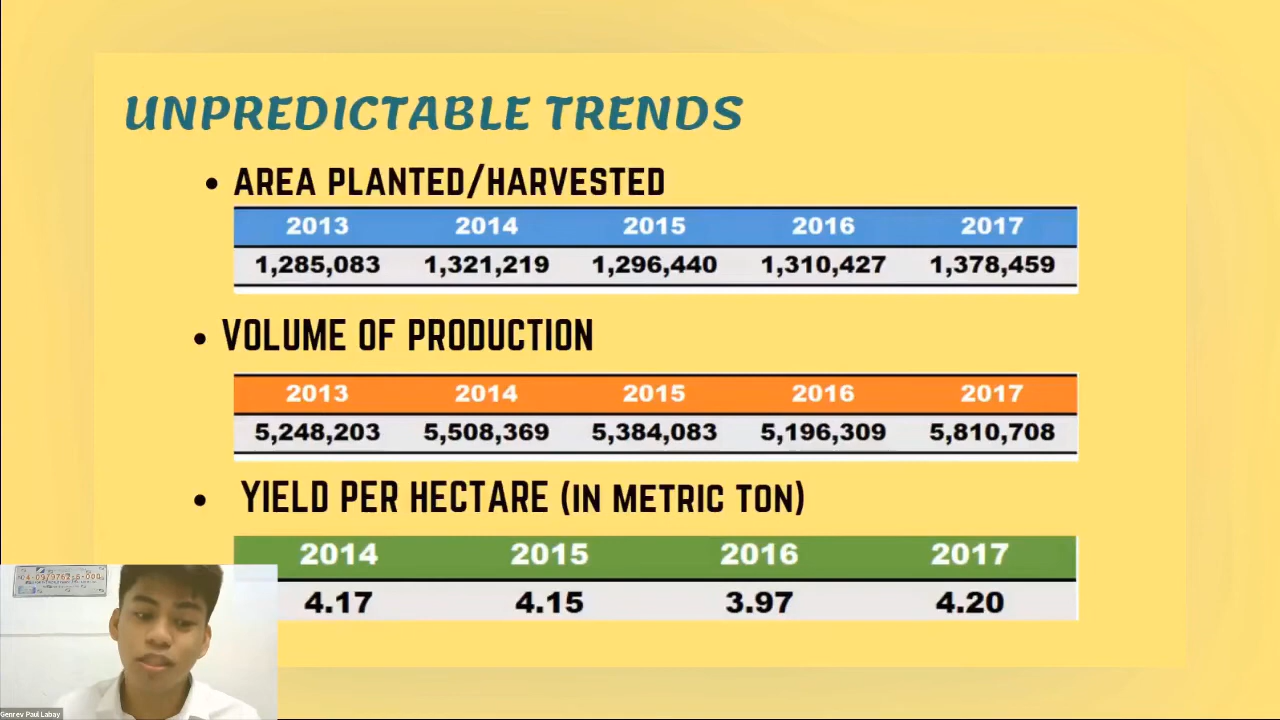 UNPREDICTABLE TRENDS
• AREA PLANTED/HARVESTED
2013 2014 2015 2016 2017
1,285,083 1,321,219 1,296,440 1,310,427 1,378,459
• VOLUME OF PRODUCTION
2013 2014 2015 2016 2017
5,248,203 5,508,369 5,384,083 5,196,309 5,810,708
• YIELD PER HECTARE (IN METRIC TON)
2014 2015 2016 2017
4.17 4.15 3.97 4.20
Genrev Paul Labay